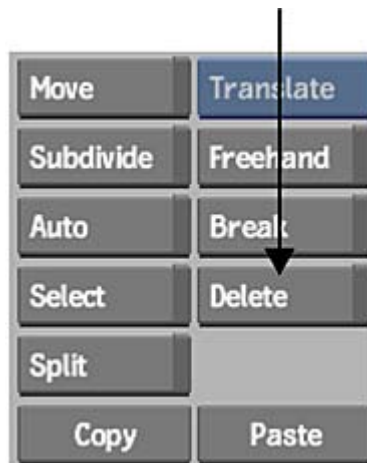 Move Translate
Subdivide Freehand
Auto Break
Select Delete
Split
Copy Paste